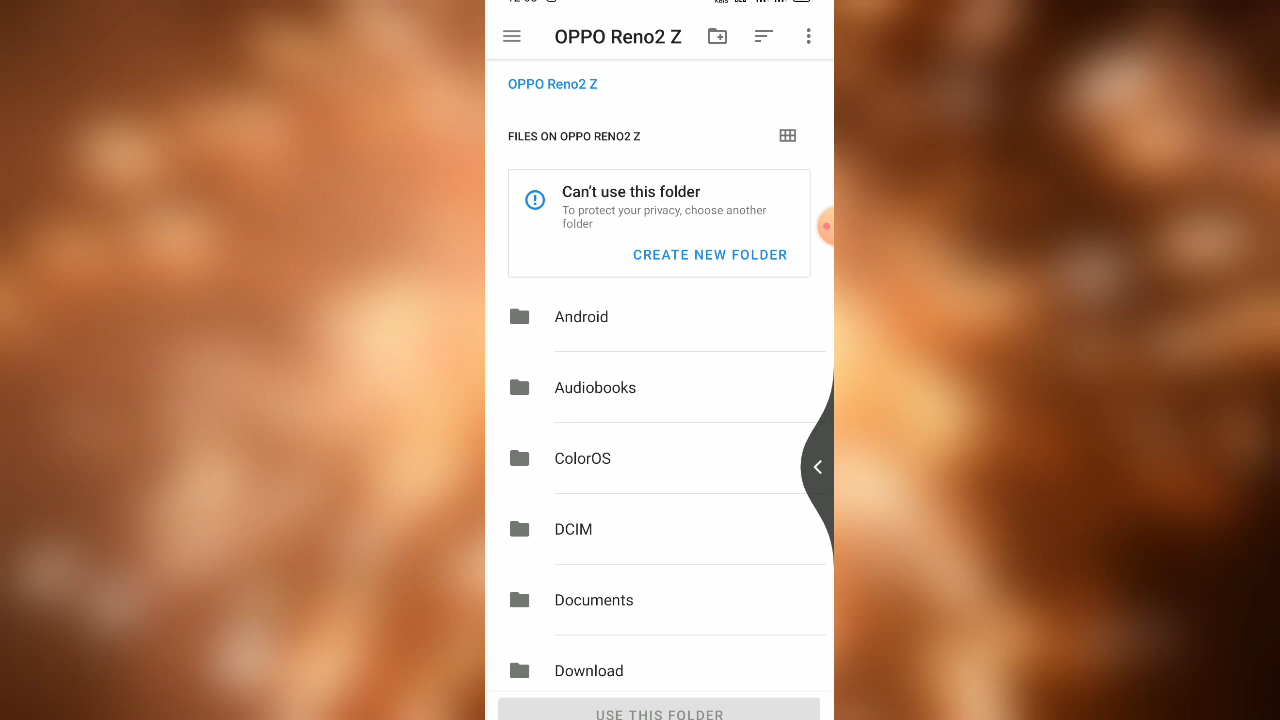 OPPO Reno2 Z
OPPO Reno2 Z
FILES ON OPPO RENO2 Z
Can't use this folder
To protect your privacy, choose another
folder
CREATE NEW FOLDER
Android
Audiobooks
ColorOS
DCIM
Documents
Download
USE THIS FOLDER